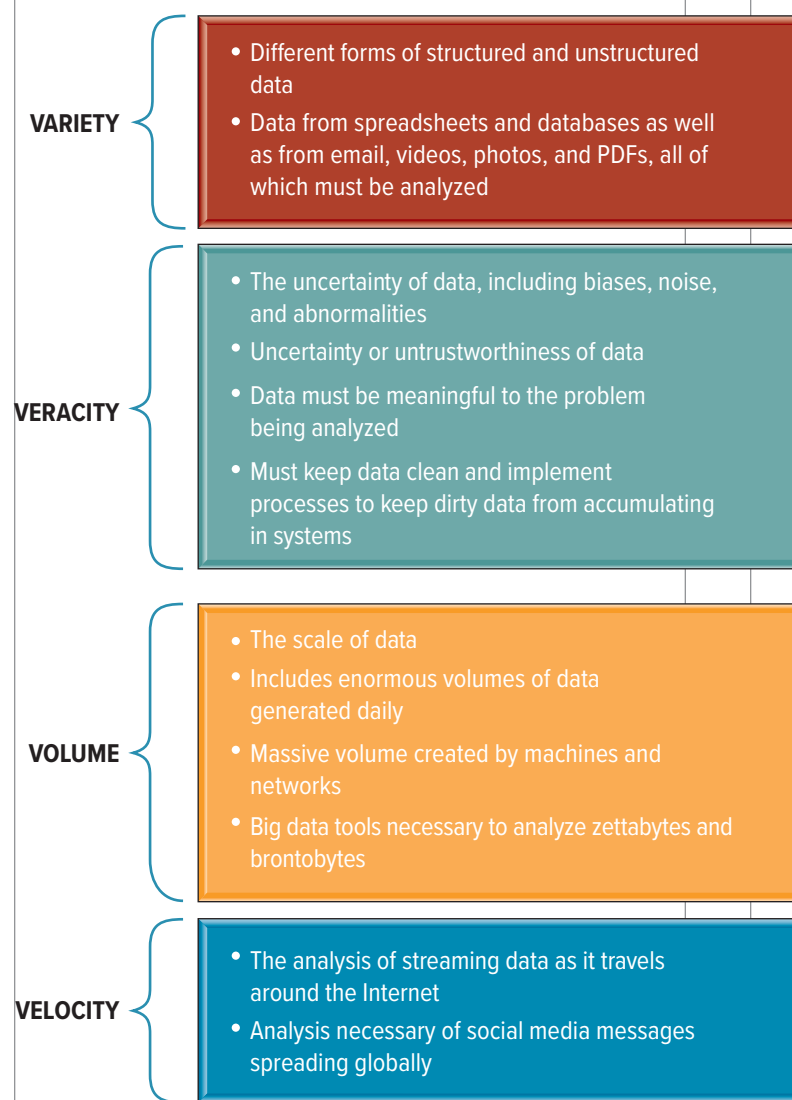 VARIETY
• Different forms of structured and unstructured
data
• Data from spreadsheets and databases as well
as from email, videos, photos, and PDFs, all of
which must be analyzed
VERACITY
• The uncertainty of data, including biases, noise,
and abnormalities
• Uncertainty or untrustworthiness of data
• Data must be meaningful to the problem
being analyzed
• Must keep data clean and implement
processes to keep dirty data from accumulating
in systems
VOLUME
• The scale of data
• Includes enormous volumes of data
generated daily
• Massive volume created by machines and
networks
• Big data tools necessary to analyze zettabytes and
brontobytes
VELOCITY
• The analysis of streaming data as it travels
around the Internet
• Analysis necessary of social media messages
spreading globally